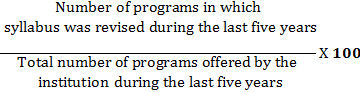 Number of programs in which
syllabus was revised during the last five years
X 100
Total number of programs offered by the
institution during the last five years